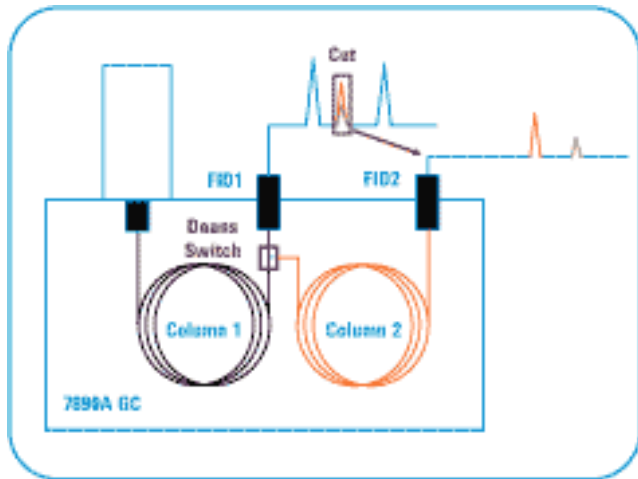 Cut
FID1
FID2
Deans
Switch
Column 1
Column 2
7890A GC